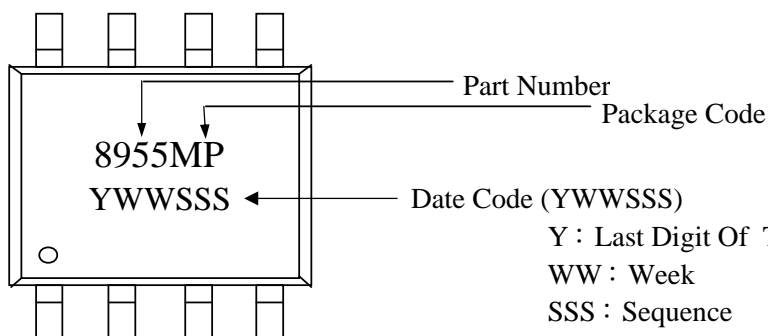 Part Number
Package Code
8955MP
YWWSSS
Date Code (YWWSSS)
Y：Last Digit Of
WW：Week
SSS：Sequence